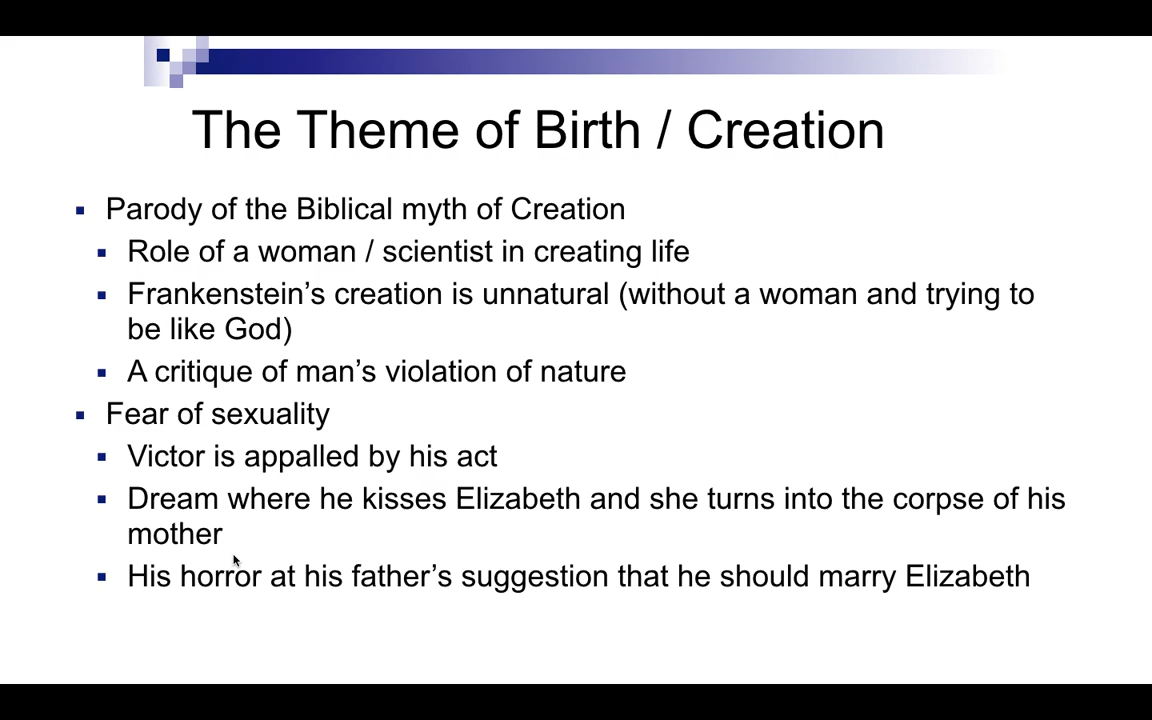 The Theme of Birth / Creation
Parody of the Biblical myth of Creation
Role of a woman / scientist in creating life
Frankenstein’s creation is unnatural (without a woman and trying to
be like God)
A critique of man’s violation of nature
Fear of sexuality
Victor is appalled by his act
Dream where he kisses Elizabeth and she turns into the corpse of his
mother
His horror at his father’s suggestion that he should marry Elizabeth